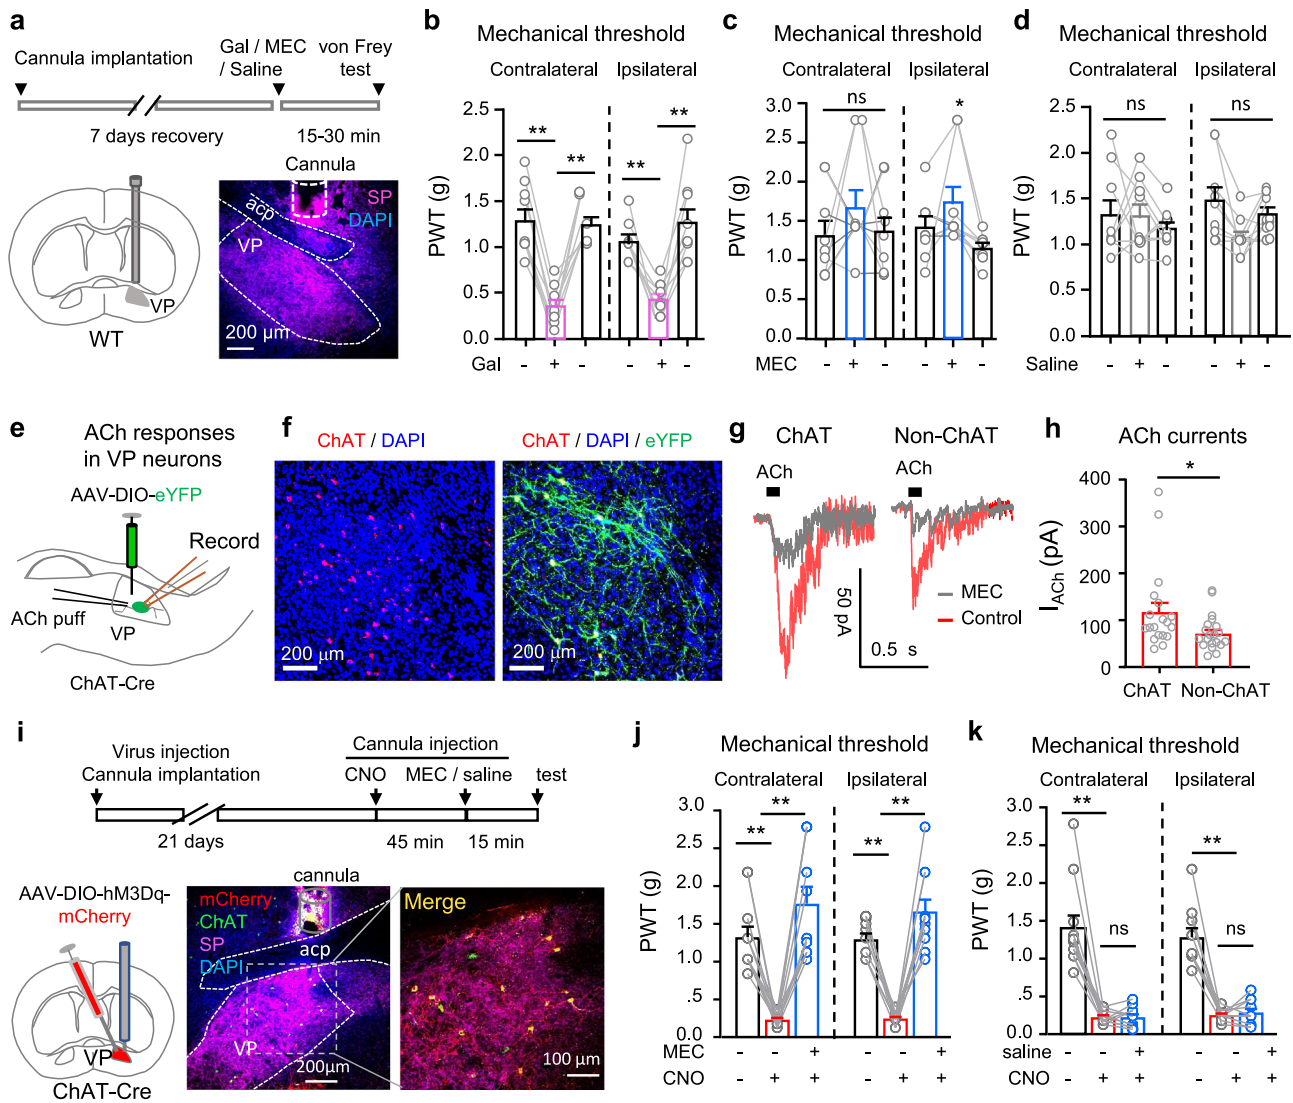 a
Cannula implantation
Gal / MEC
/ Saline
von Frey
test
7 days recovery
15-30 min
Cannula
SP
DAPI
acp
VP
200 µm
VP
WT
b
Mechanical threshold
Contralateral
Ipsilateral
PWT (g)
2.5
2.0
1.5
1.0
0.5
0.0
**
**
**
**
Gal
- + - - + -
c
Mechanical threshold
Contralateral
Ipsilateral
PWT (g)
3.0
2.5
2.0
1.5
1.0
0.5
0.0
ns
*
MEC
- + - - + -
d
Mechanical threshold
Contralateral
Ipsilateral
PWT (g)
2.5
2.0
1.5
1.0
0.5
0.0
ns
ns
Saline
- + - - + -
e
ACh responses
in VP neurons
AAV-DIO-eYFP
Record
ACh puff
VP
ChAT-Cre
f
ChAT / DAPI
200 µm
ChAT / DAPI / eYFP
200 µm
g
ChAT
Non-ChAT
ACh
ACh
50 pA
0.5 s
MEC
Control
h
ACh currents
*
IACh (pA)
400
300
200
100
0
ChAT
Non-ChAT
i
Virus injection
Cannula implantation
Cannula injection
CNO
MEC / saline
test
21 days
45 min
15 min
AAV-DIO-hM3Dq-
mCherry
VP
ChAT-Cre
cannula
mCherry
ChAT
SP
DAPI
acp
VP
200µm
Merge
100 µm
j
Mechanical threshold
Contralateral
Ipsilateral
PWT (g)
3.0
2.5
2.0
1.5
1.0
.5
0.0
**
**
**
**
MEC
- - + - - +
CNO
- + + - + +
k
Mechanical threshold
Contralateral
Ipsilateral
PWT (g)
3.0
2.5
2.0
1.5
1.0
.5
0.0
**
ns
**
ns
saline
- - + - - +
CNO
- + + - + +